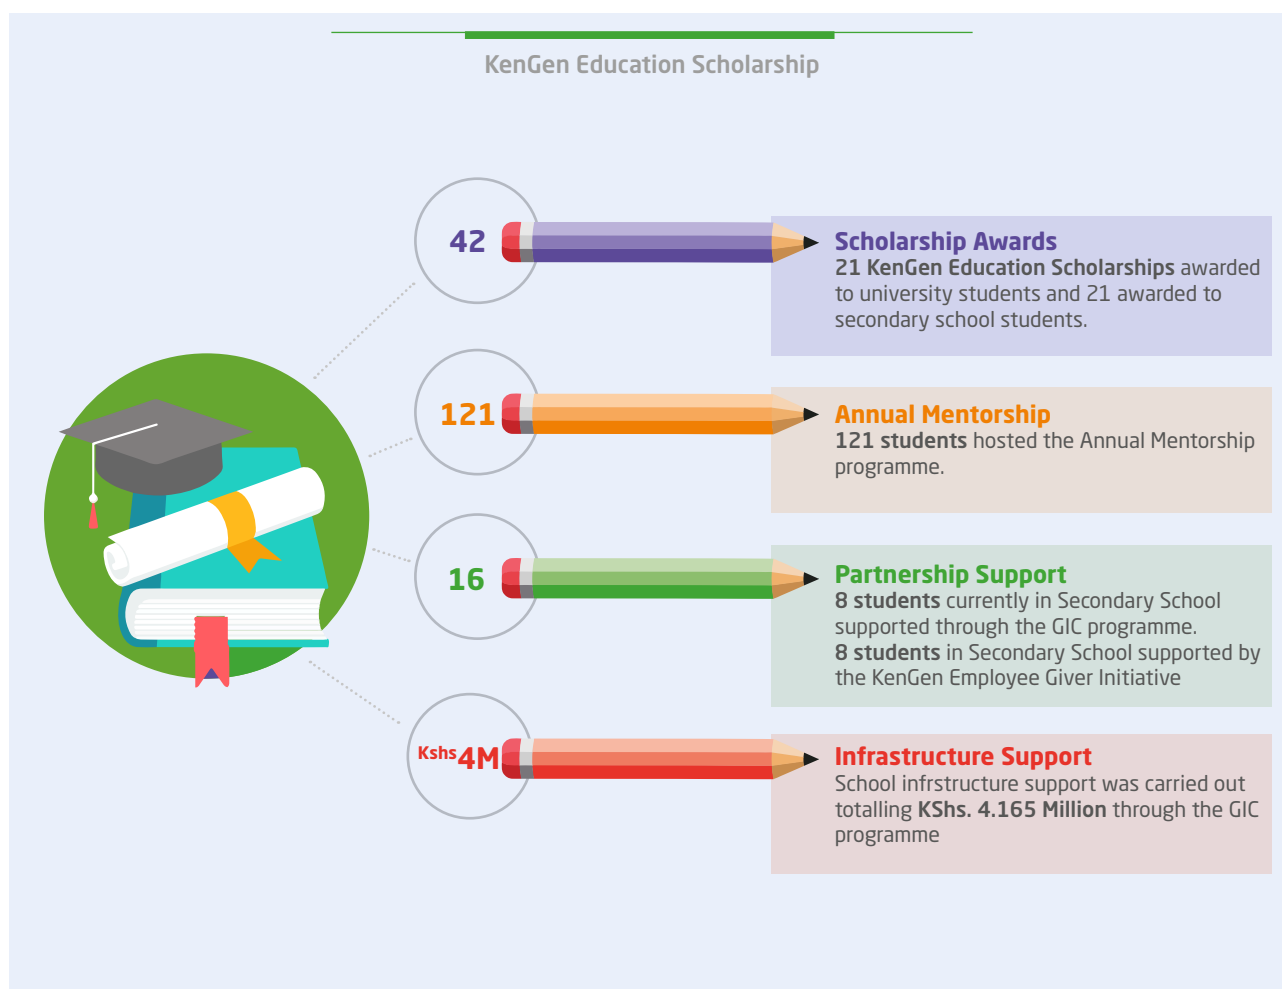 KenGen Education Scholarship
42
Scholarship Awards
21 KenGen Education Scholarships awarded
to university students and 21 awarded to
secondary school students.
121
Annual Mentorship
121 students hosted the Annual Mentorship
programme.
16
Partnership Support
8 students currently in Secondary School
supported through the GIC programme.
8 students in Secondary School supported by
the KenGen Employee Giver Initiative
Kshs4M
Infrastructure Support
School infrstructure support was carried out
totalling KShs. 4.165 Million through the GIC
programme